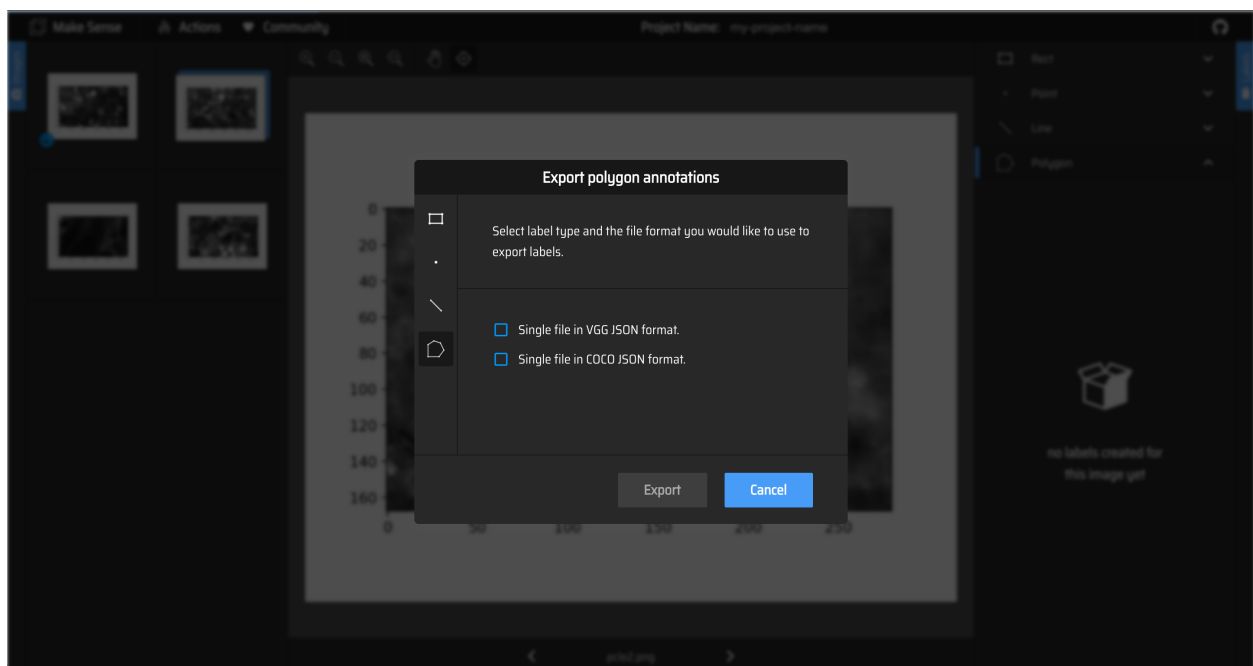 Make Sense
Actions
Community
Project Name: my-project-name
Rect
Point
Line
Polygon
Export polygon annotations
Select label type and the file format you would like to use to
export labels.
Single file in VGG JSON format.
Single file in COCO JSON format.
Export
Cancel
0
20
40
60
80
100
120
140
160
0
50
100
150
200
250
no labels created for
this image yet